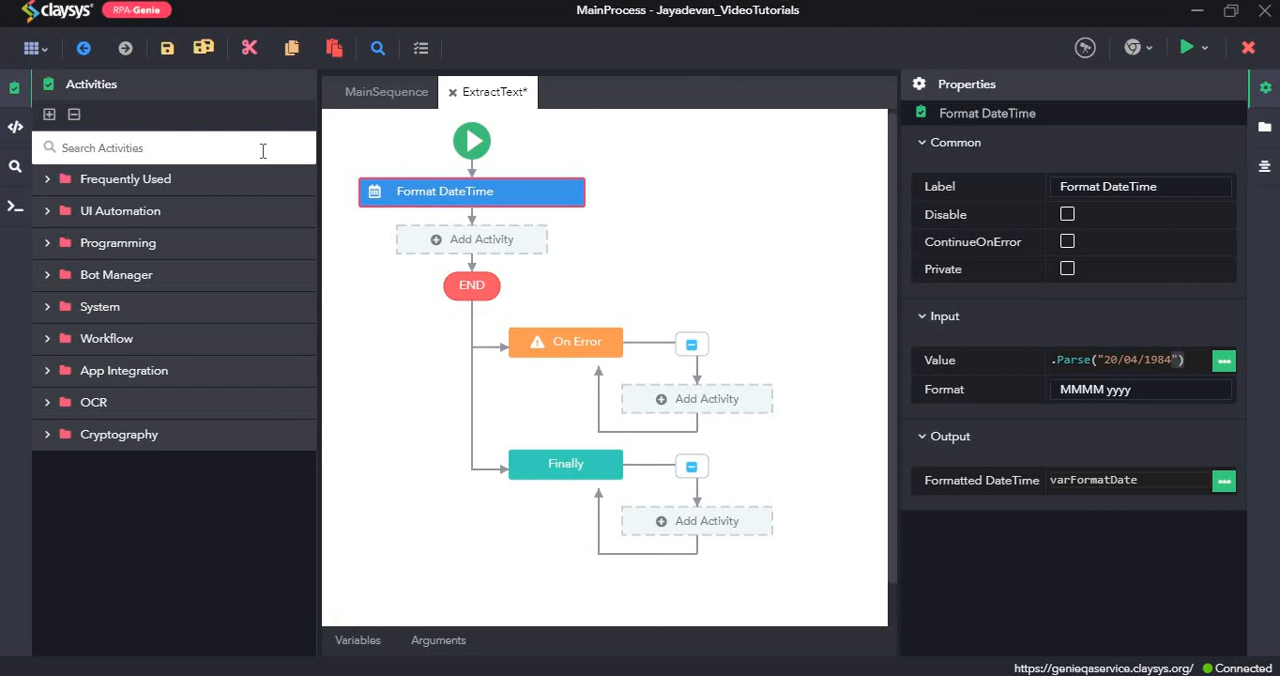 claysys RPA-Genie
MainProcess - Jayadevan_VideoTutorials
Activities
Search Activities
Frequently Used
UI Automation
Programming
Bot Manager
System
Workflow
App Integration
OCR
Cryptography
MainSequence
ExtractText*
Format DateTime
Add Activity
END
On Error
Add Activity
Finally
Add Activity
Variables
Arguments
Properties
Format DateTime
Common
Label Format DateTime
Disable
ContinueOnError
Private
Input
Value .Parse("20/04/1984")
Format MMMM yyyy
Output
Formatted DateTime varFormatDate
https://genieqaservice.claysys.org/ Connected